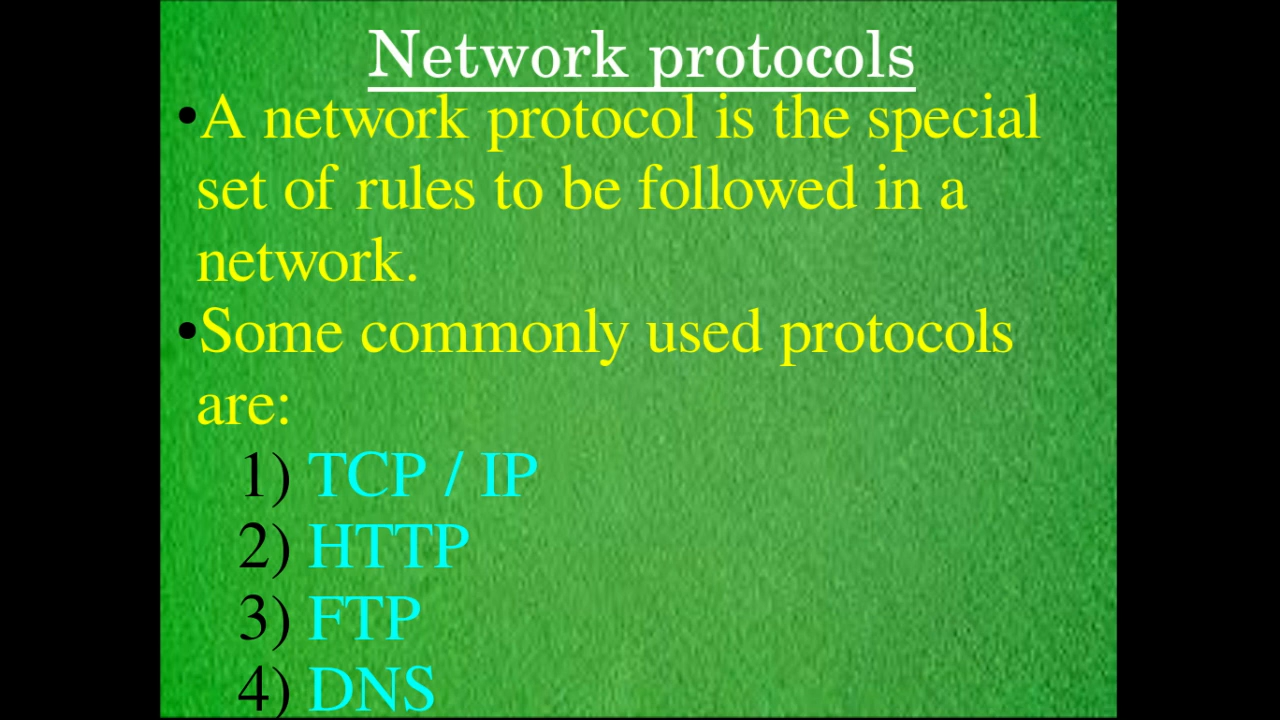 Network protocols
•A network protocol is the special
set of rules to be followed in a
network.
•Some commonly used protocols
are:
1) TCP / IP
2) HTTP
3) FTP
4) DNS